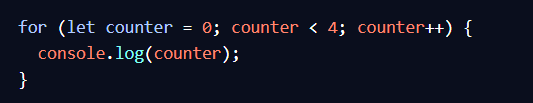 for (let counter = 0; counter < 4; counter++) {
  console.log(counter);
}